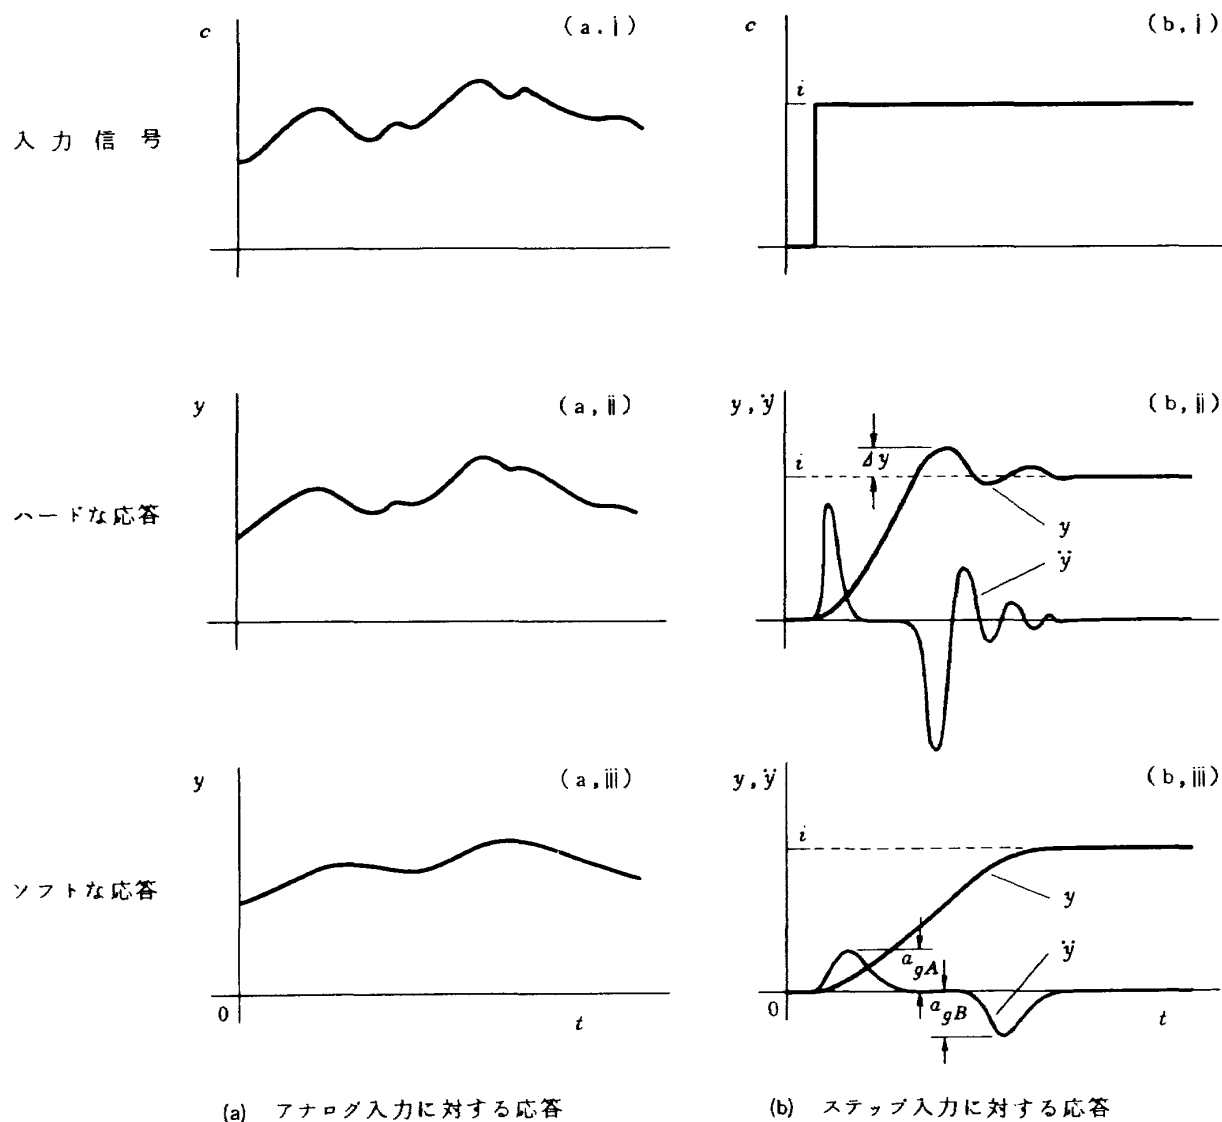 c
(a.i)
c
(b,i)
入力信号
i
y
(a,ii)
y,ÿ
(b,ii)
ハードな応答
i
Δy
y
ÿ
y
(a,iii)
y,ÿ
(b,iii)
ソフトな応答
i
y
a_gA
ÿ
a_gB
0
t
0
t
(a) アナログ入力に対する応答
(b) ステップ入力に対する応答